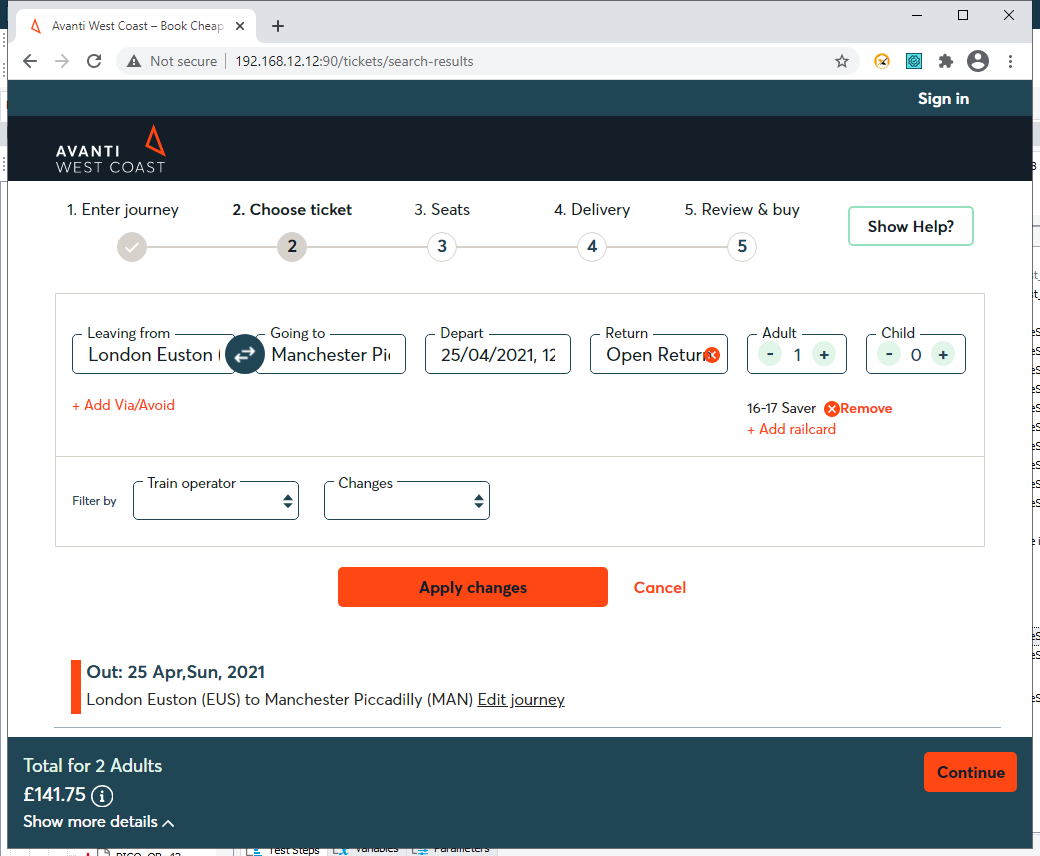 Avanti West Coast – Book Cheap
Not secure 192.168.12.12:90/tickets/search-results
Sign in
AVANTI
WEST COAST
1. Enter journey 2. Choose ticket 3. Seats 4. Delivery 5. Review & buy
Show Help?
2 3 4 5
Leaving from Going to Depart Return Adult Child
London Euston ( Manchester Pic 25/04/2021, 12 Open Return - 1 + - 0 +
+ Add Via/Avoid
16-17 Saver Remove
+ Add railcard
Train operator Changes
Filter by
Apply changes Cancel
Out: 25 Apr,Sun, 2021
London Euston (EUS) to Manchester Piccadilly (MAN) Edit journey
Total for 2 Adults
£141.75
Continue
Show more details
Test Steps Variables Parameters